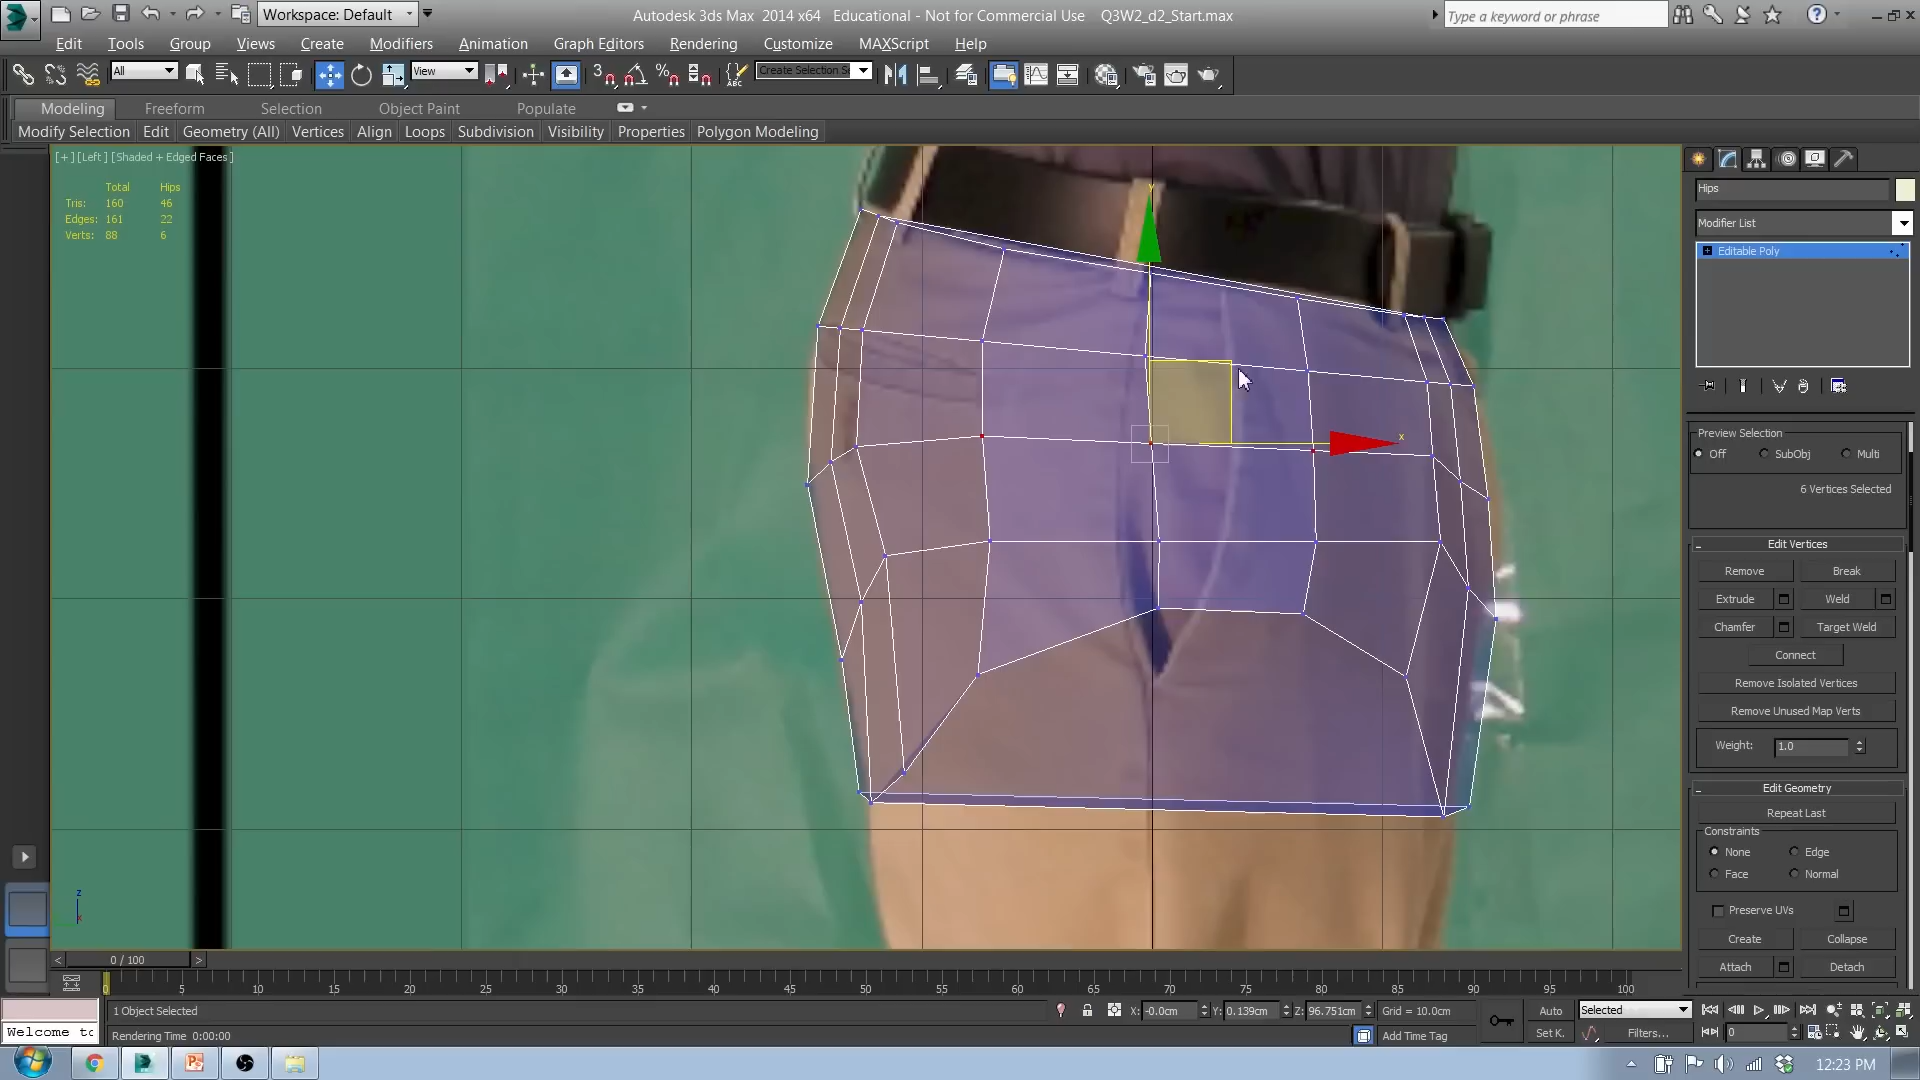 Workspace: Default
Autodesk 3ds Max 2014 x64 Educational - Not for Commercial Use Q3W2_d2_Start.max
Type a keyword or phrase
Edit Tools Group Views Create Modifiers Animation Graph Editors Rendering Customize MAXScript Help
All View Create Selection Se
Modeling Freeform Selection Object Paint Populate
Modify Selection Edit Geometry (All) Vertices Align Loops Subdivision Visibility Properties Polygon Modeling
[+] [Left] [Shaded + Edged Faces]
Total Hips
Tris: 160 46
Edges: 161 22
Verts: 88 6
y
x
z
x
Hips
Modifier List
Editable Poly
Preview Selection
Off SubObj Multi
6 Vertices Selected
Edit Vertices
Remove Break
Extrude Weld
Chamfer Target Weld
Connect
Remove Isolated Vertices
Remove Unused Map Verts
Weight: 1.0
Edit Geometry
Repeat Last
Constraints
None Edge
Face Normal
Preserve UVs
Create Collapse
Attach Detach
< 0 / 100 >
0 5 10 15 20 25 30 35 40 45 50 55 60 65 70 75 80 85 90 95 100
1 Object Selected X: -0.0cm Y: 0.139cm Z: 96.751cm Grid = 10.0cm Auto Selected
Welcome to Rendering Time 0:00:00 Add Time Tag Set K. Filters... 0
12:23 PM